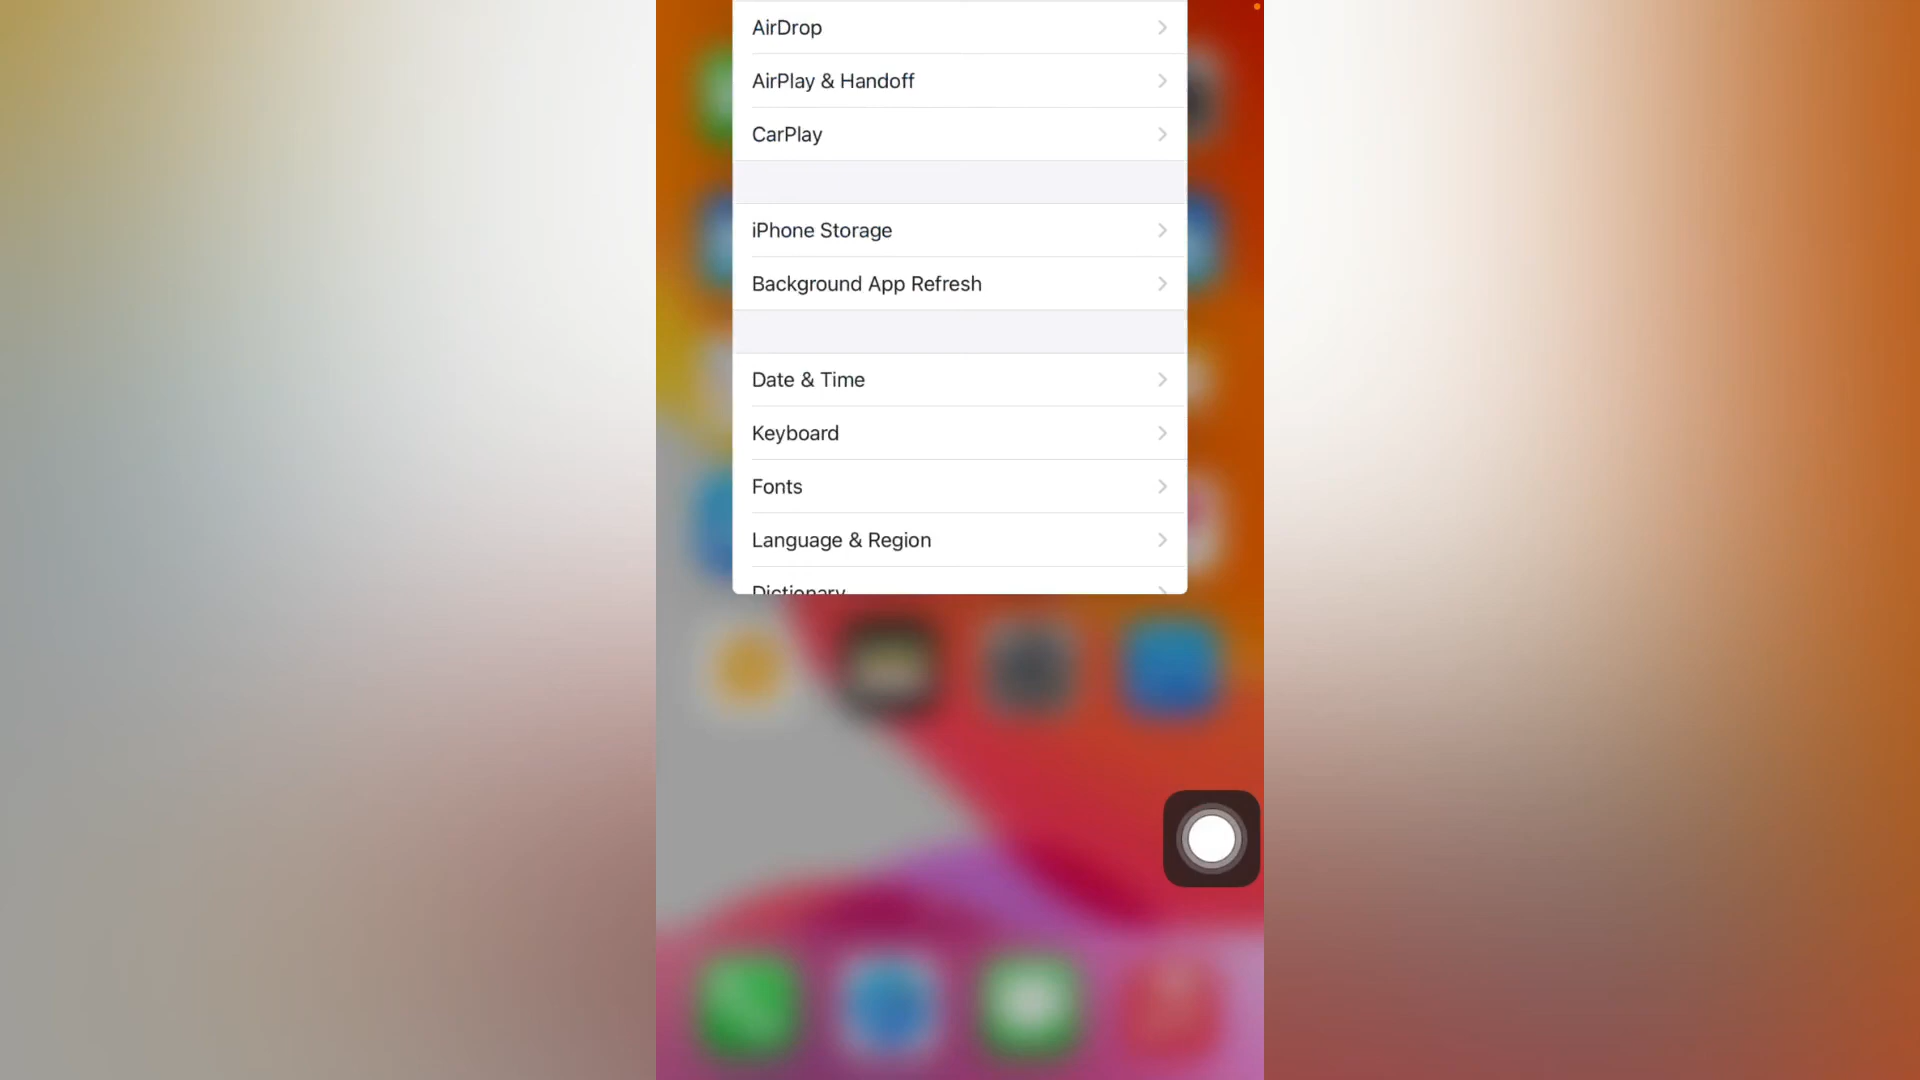 AirDrop
AirPlay & Handoff
CarPlay
iPhone Storage
Background App Refresh
Date & Time
Keyboard
Fonts
Language & Region
Dictionary